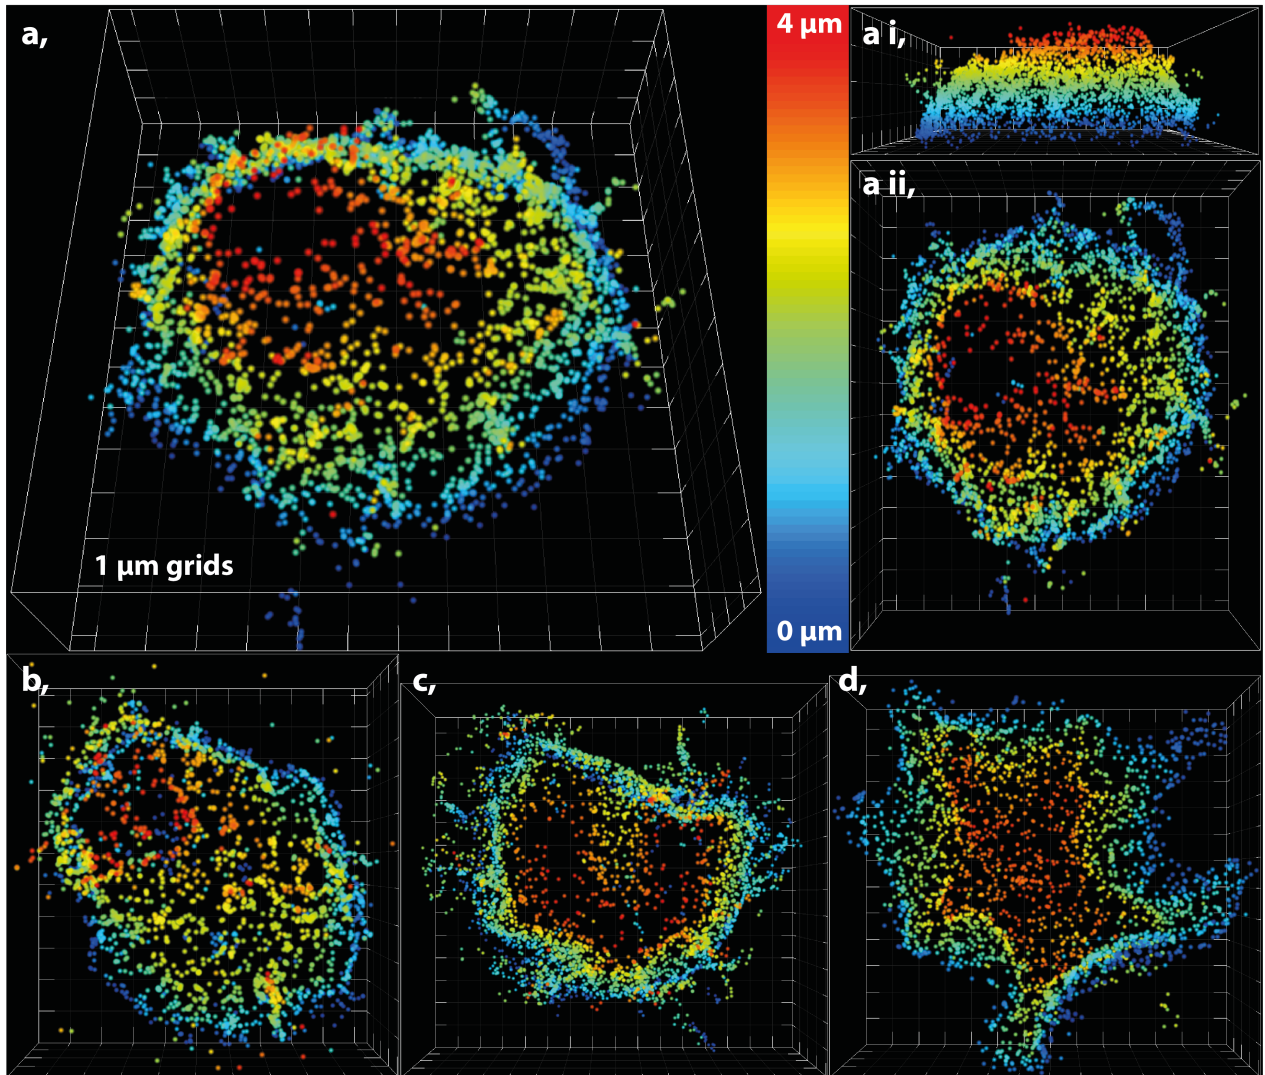 a,
4 µm
a i,
a ii,
1 µm grids
0 µm
b,
c,
d,